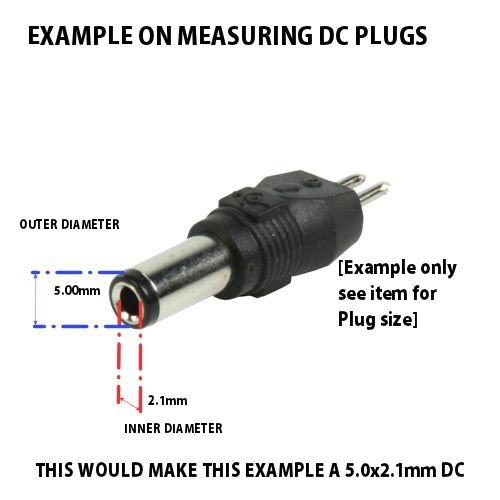 EXAMPLE ON MEASURING DC PLUGS
OUTER DIAMETER
5.00mm
[Example only
see item for
Plug size]
2.1mm
INNER DIAMETER
THIS WOULD MAKE THIS EXAMPLE A 5.0x2.1mm DC